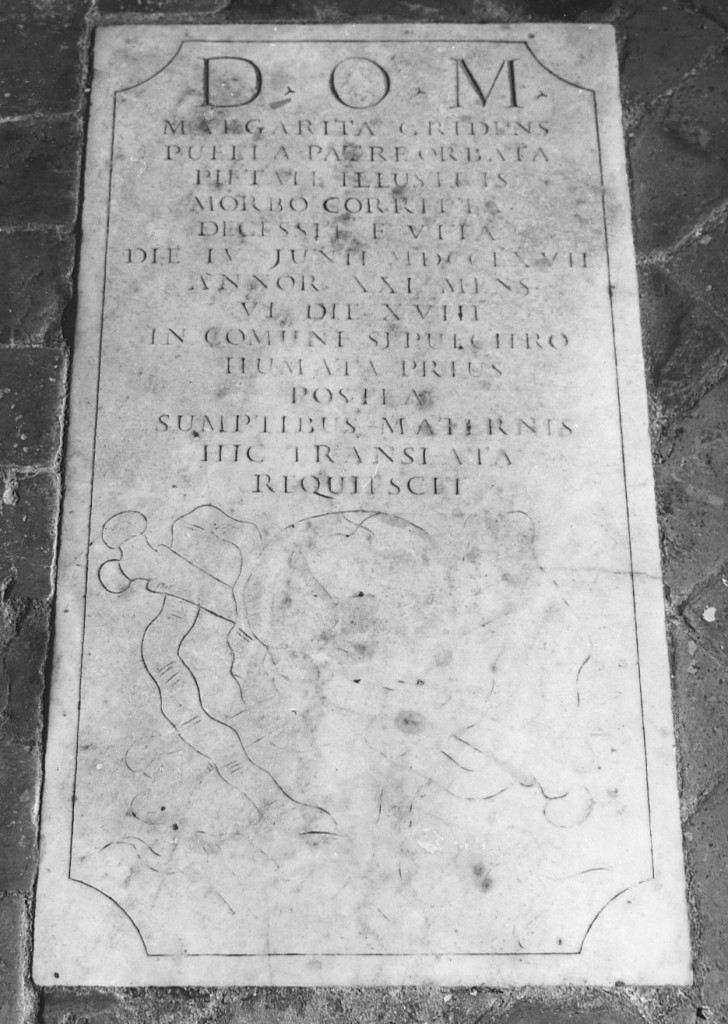 D · O · M ·
MARGARITA GRIDENS
PUELLA PATRE ORBATA
PIETATE ILLUSTRIS
MORBO CORREPTA
DECESSIT E VITA
DIE IV JUNII MDCCLXVII
ANNOR XXI MENS
VI DIE XVIII
IN COMUNI SEPULCHRO
HUMATA PRIUS
POSTEA
SUMPTIBUS MATERNIS
HIC TRANSLATA
REQUIESCIT